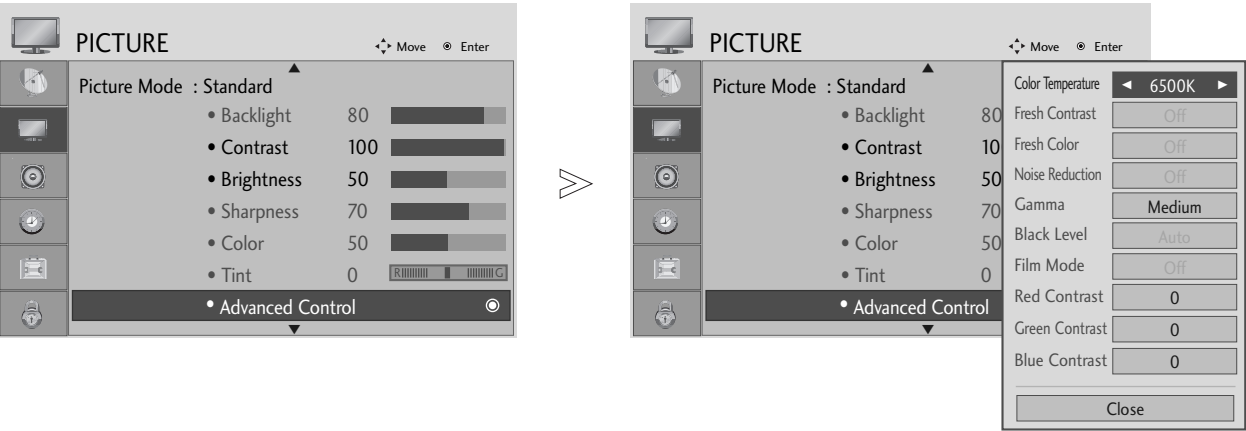 PICTURE
Move Enter
Picture Mode : Standard
• Backlight 80
• Contrast 100
• Brightness 50
• Sharpness 70
• Color 50
• Tint 0 R G
• Advanced Control
PICTURE
Move Enter
Picture Mode : Standard
• Backlight 80
• Contrast 10
• Brightness 50
• Sharpness 70
• Color 50
• Tint 0
• Advanced Control
Color Temperature 6500K
Fresh Contrast Off
Fresh Color Off
Noise Reduction Off
Gamma Medium
Black Level Auto
Film Mode Off
Red Contrast 0
Green Contrast 0
Blue Contrast 0
Close